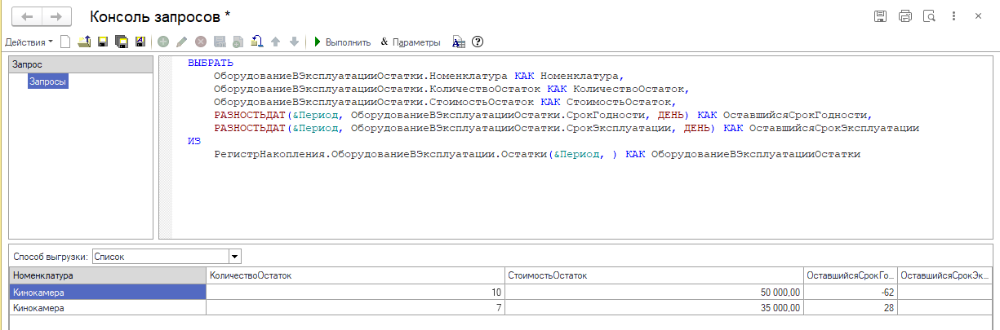 Консоль запросов *
Действия Выполнить & Параметры
Запрос
Запросы
ВЫБРАТЬ
ОборудованиеВЭксплуатацииОстатки.Номенклатура КАК Номенклатура,
ОборудованиеВЭксплуатацииОстатки.КоличествоОстаток КАК КоличествоОстаток,
ОборудованиеВЭксплуатацииОстатки.СтоимостьОстаток КАК СтоимостьОстаток,
РАЗНОСТЬДАТ(&Период, ОборудованиеВЭксплуатацииОстатки.СрокГодности, ДЕНЬ) КАК ОставшийсяСрокГодности,
РАЗНОСТЬДАТ(&Период, ОборудованиеВЭксплуатацииОстатки.СрокЭксплуатации, ДЕНЬ) КАК ОставшийсяСрокЭксплуатации
ИЗ
РегистрНакопления.ОборудованиеВЭксплуатации.Остатки(&Период, ) КАК ОборудованиеВЭксплуатацииОстатки
Способ выгрузки: Список
Номенклатура КоличествоОстаток СтоимостьОстаток ОставшийсяСрокГо... ОставшийсяСрокЭк...
Кинокамера 10 50 000,00 -62
Кинокамера 7 35 000,00 28